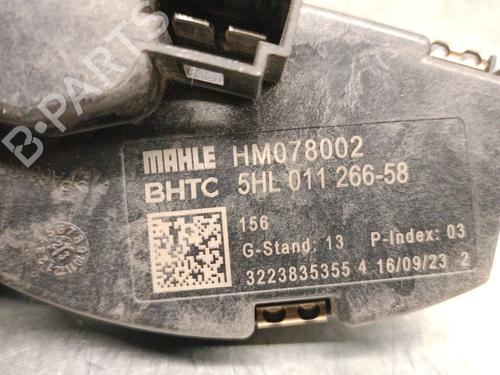 B-PARTS
MAHLE HM078002
BHTC 5HL 011 266-58
156
G-Stand: 13 P-Index: 03
3223835355 4 16/09/23 2